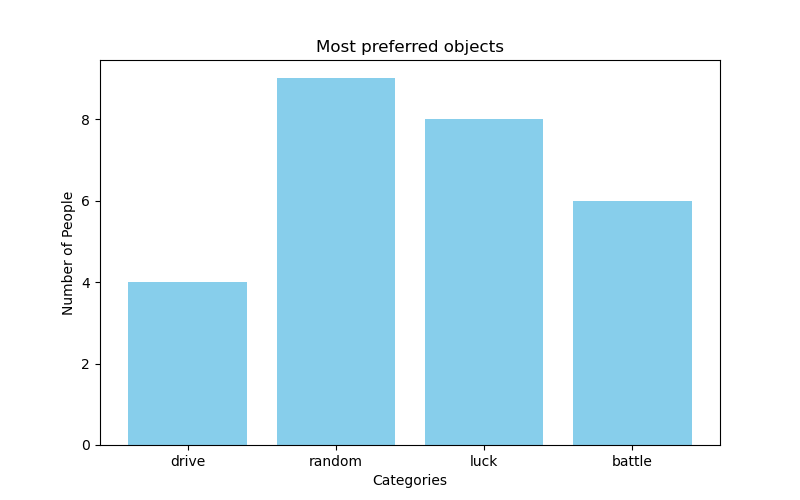 Most preferred objects
Number of People
8
6
4
2
0
drive random luck battle
Categories